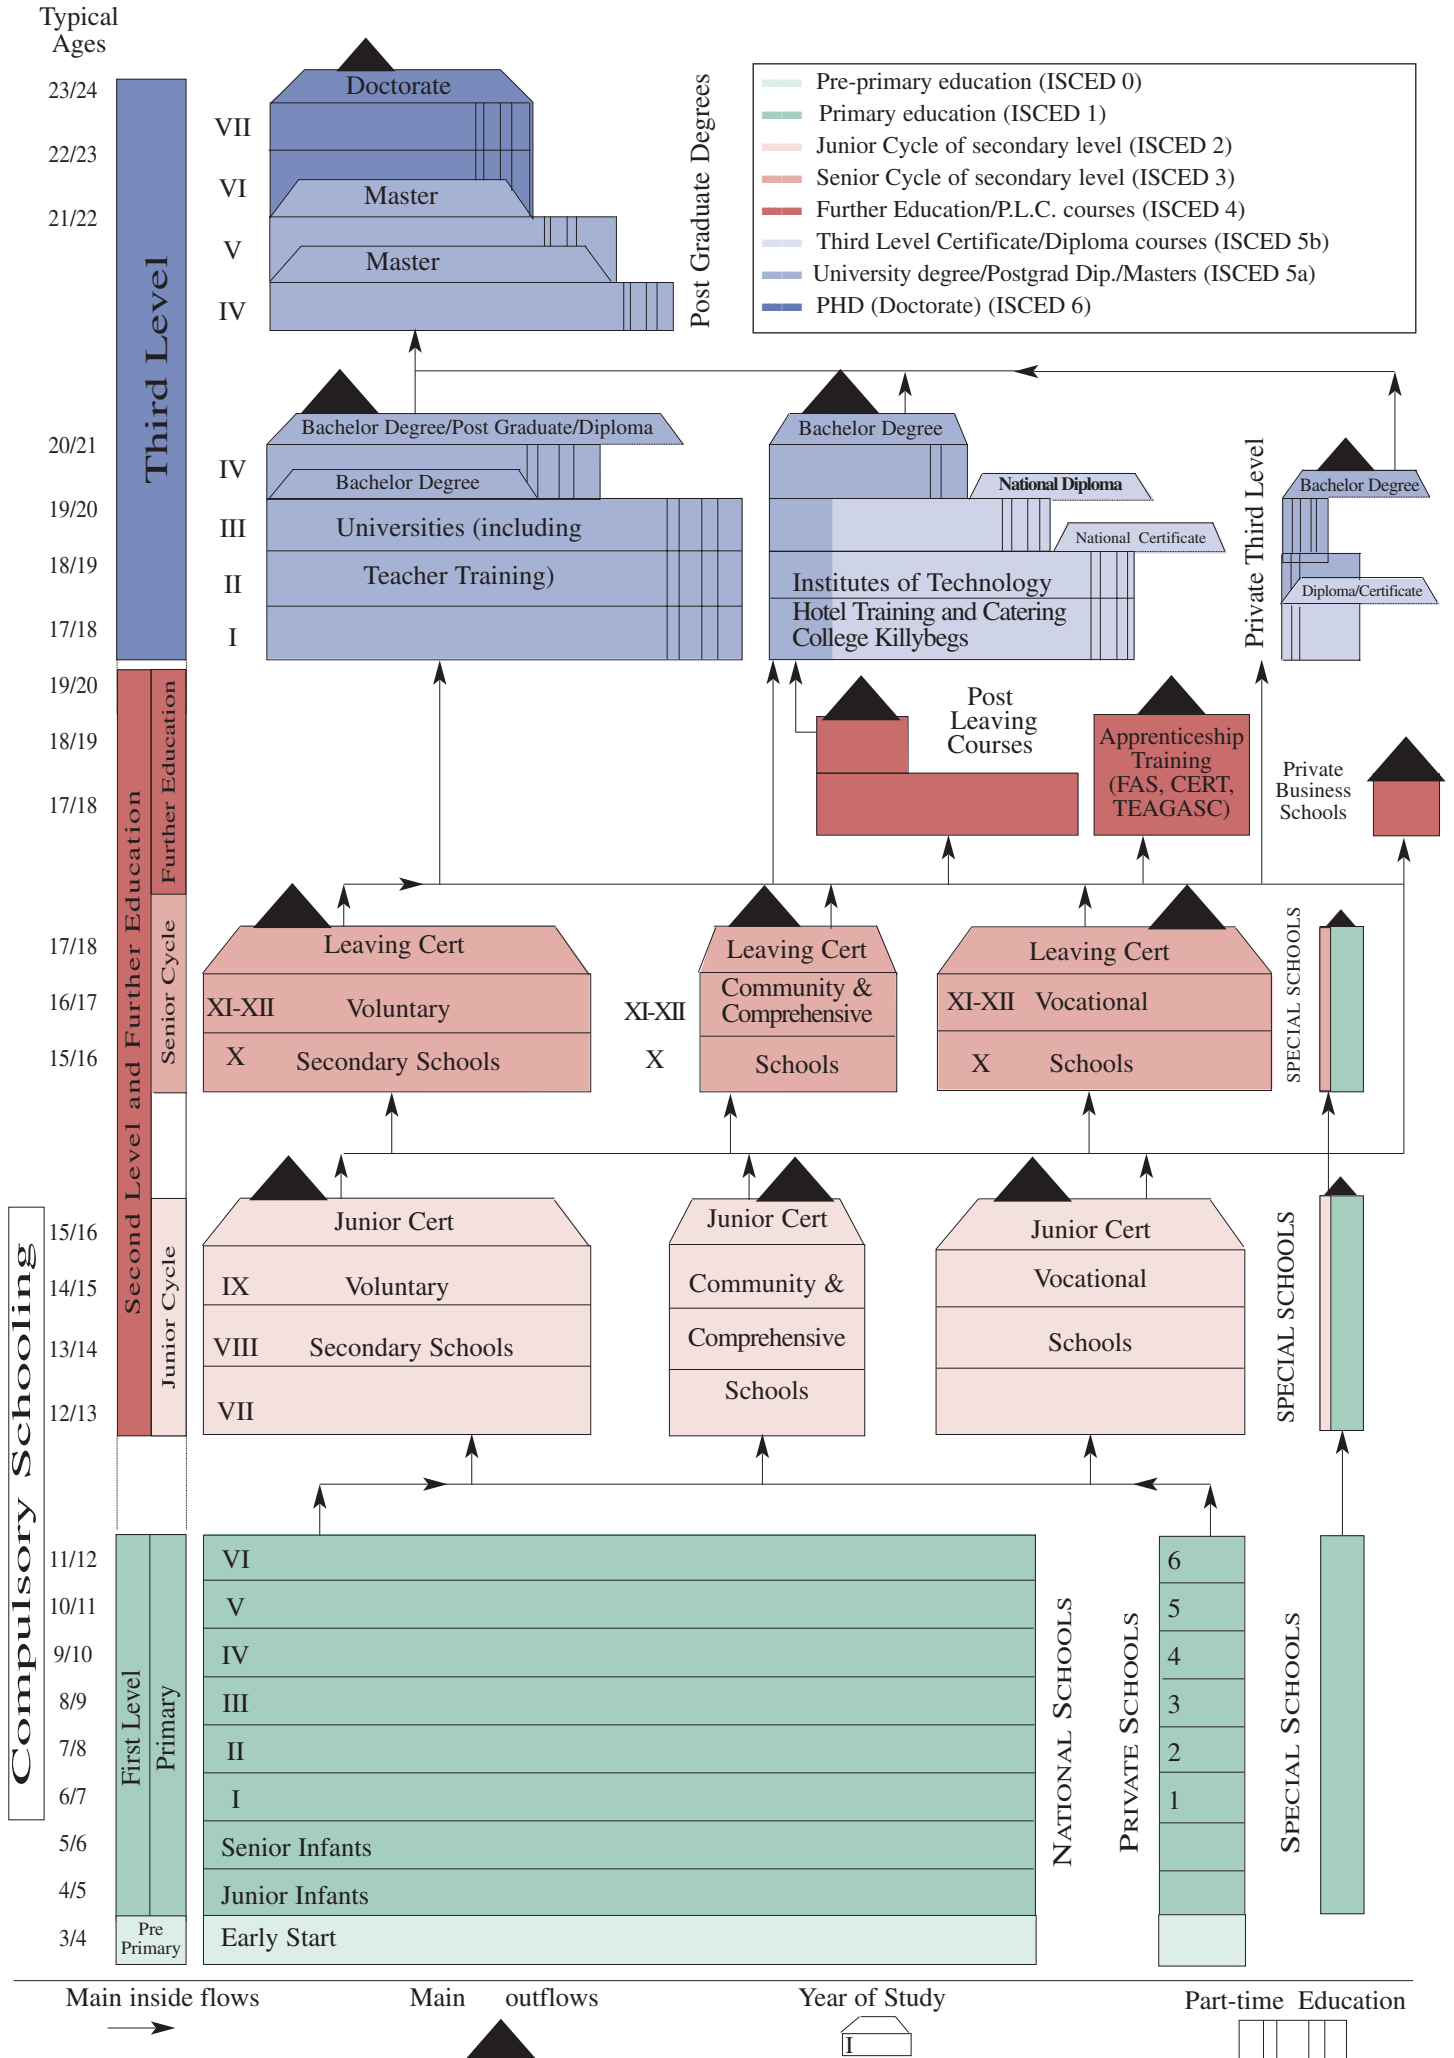 Typical
Ages
23/24
22/23
21/22
20/21
19/20
18/19
17/18
19/20
18/19
17/18
17/18
16/17
15/16
15/16
14/15
13/14
12/13
11/12
10/11
9/10
8/9
7/8
6/7
5/6
4/5
3/4
Compulsory Schooling
Third Level
Second Level and Further Education
Further Education
Senior Cycle
Junior Cycle
First Level
Primary
Pre
Primary
Pre-primary education (ISCED 0)
Primary education (ISCED 1)
Junior Cycle of secondary level (ISCED 2)
Senior Cycle of secondary level (ISCED 3)
Further Education/P.L.C. courses (ISCED 4)
Third Level Certificate/Diploma courses (ISCED 5b)
University degree/Postgrad Dip./Masters (ISCED 5a)
PHD (Doctorate) (ISCED 6)
Doctorate
VII
VI
Master
V
Master
IV
Post Graduate Degrees
Bachelor Degree/Post Graduate/Diploma
IV
Bachelor Degree
III
Universities (including
II
Teacher Training)
I
Bachelor Degree
National Diploma
National Certificate
Institutes of Technology
Hotel Training and Catering
College Killybegs
Private Third Level
Bachelor Degree
Diploma/Certificate
Post
Leaving
Courses
Apprenticeship
Training
(FAS, CERT,
TEAGASC)
Private
Business
Schools
Leaving Cert
XI-XII Voluntary
X Secondary Schools
Leaving Cert
XI-XII
Community &
Comprehensive
X
Schools
Leaving Cert
XI-XII Vocational
X Schools
SPECIAL SCHOOLS
Junior Cert
IX Voluntary
VIII Secondary Schools
VII
Junior Cert
Community &
Comprehensive
Schools
Junior Cert
Vocational
Schools
SPECIAL SCHOOLS
VI
V
IV
III
II
I
Senior Infants
Junior Infants
Early Start
NATIONAL SCHOOLS
PRIVATE SCHOOLS
6
5
4
3
2
1
SPECIAL SCHOOLS
Main inside flows
Main outflows
Year of Study
I
Part-time Education